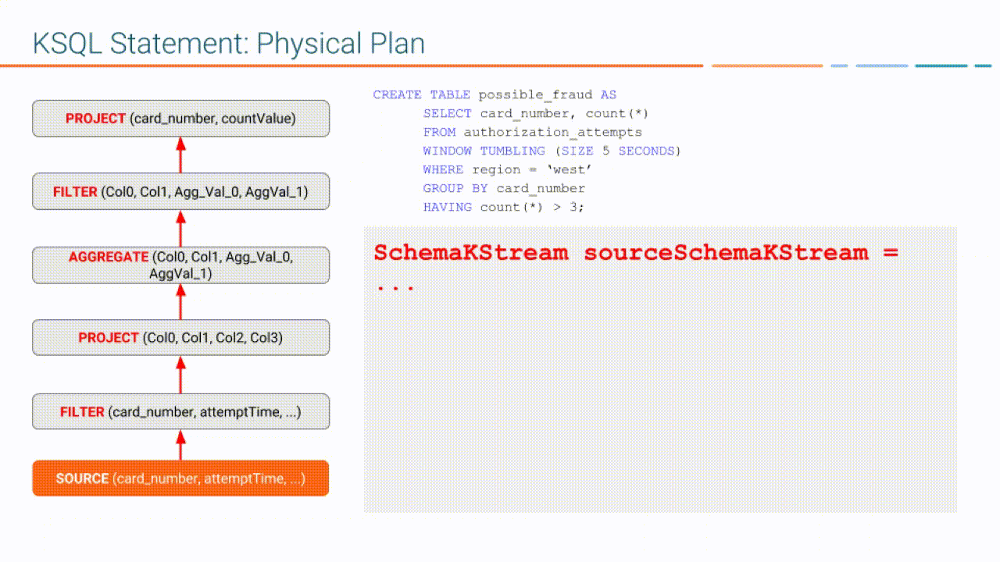 KSQL Statement: Physical Plan
PROJECT (card_number, countValue)
FILTER (Col0, Col1, Agg_Val_0, AggVal_1)
AGGREGATE (Col0, Col1, Agg_Val_0,
AggVal_1)
PROJECT (Col0, Col1, Col2, Col3)
FILTER (card_number, attemptTime, ...)
SOURCE (card_number, attemptTime, ...)
CREATE TABLE possible_fraud AS
SELECT card_number, count(*)
FROM authorization_attempts
WINDOW TUMBLING (SIZE 5 SECONDS)
WHERE region = ‘west’
GROUP BY card_number
HAVING count(*) > 3;
SchemaKStream sourceSchemaKStream =
...